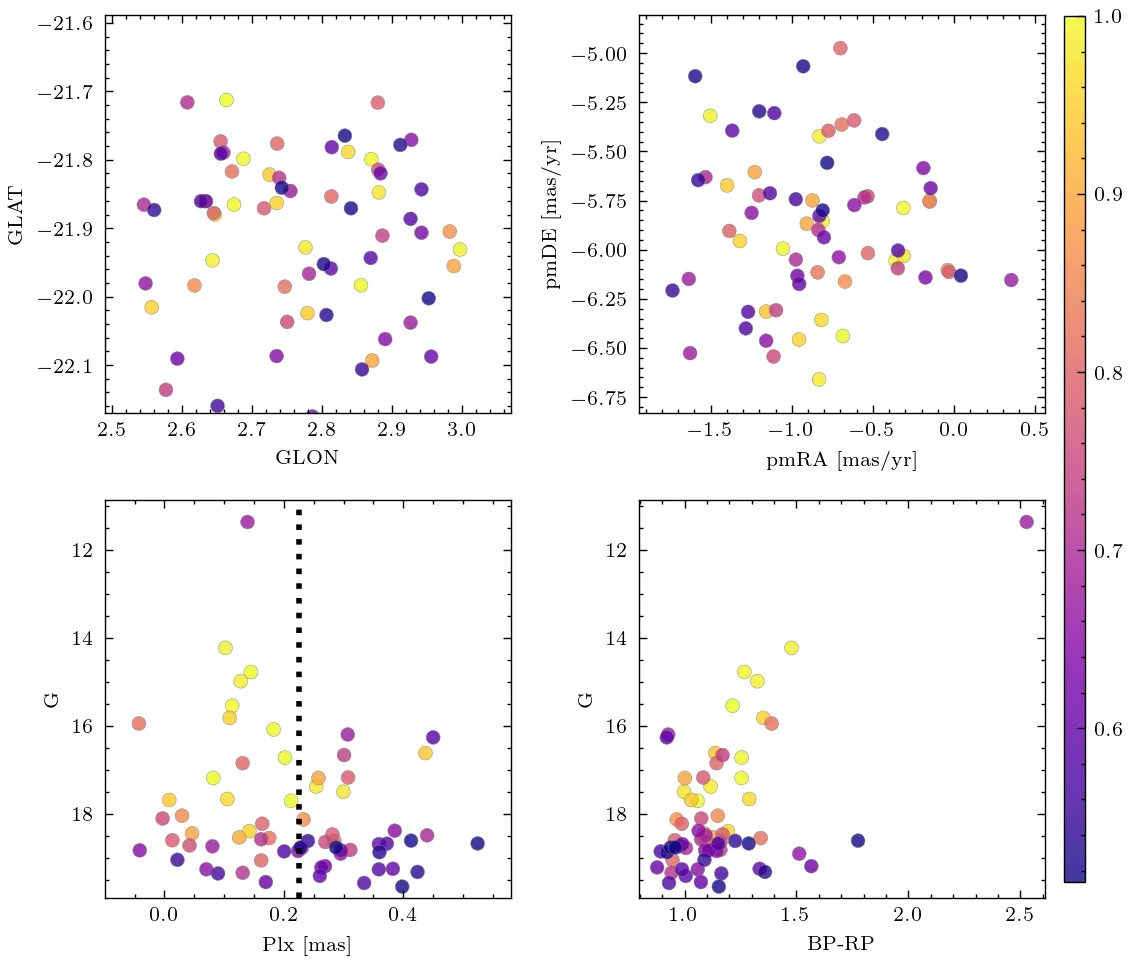 −21.6
−21.7
−21.8
−21.9
−22.0
−22.1
GLAT
2.5 2.6 2.7 2.8 2.9 3.0
GLON
−5.00
−5.25
−5.50
−5.75
−6.00
−6.25
−6.50
−6.75
pmDE [mas/yr]
−1.5 −1.0 −0.5 0.0 0.5
pmRA [mas/yr]
1.0
0.9
0.8
0.7
0.6
12
14
16
18
G
0.0 0.2 0.4
Plx [mas]
12
14
16
18
G
1.0 1.5 2.0 2.5
BP-RP